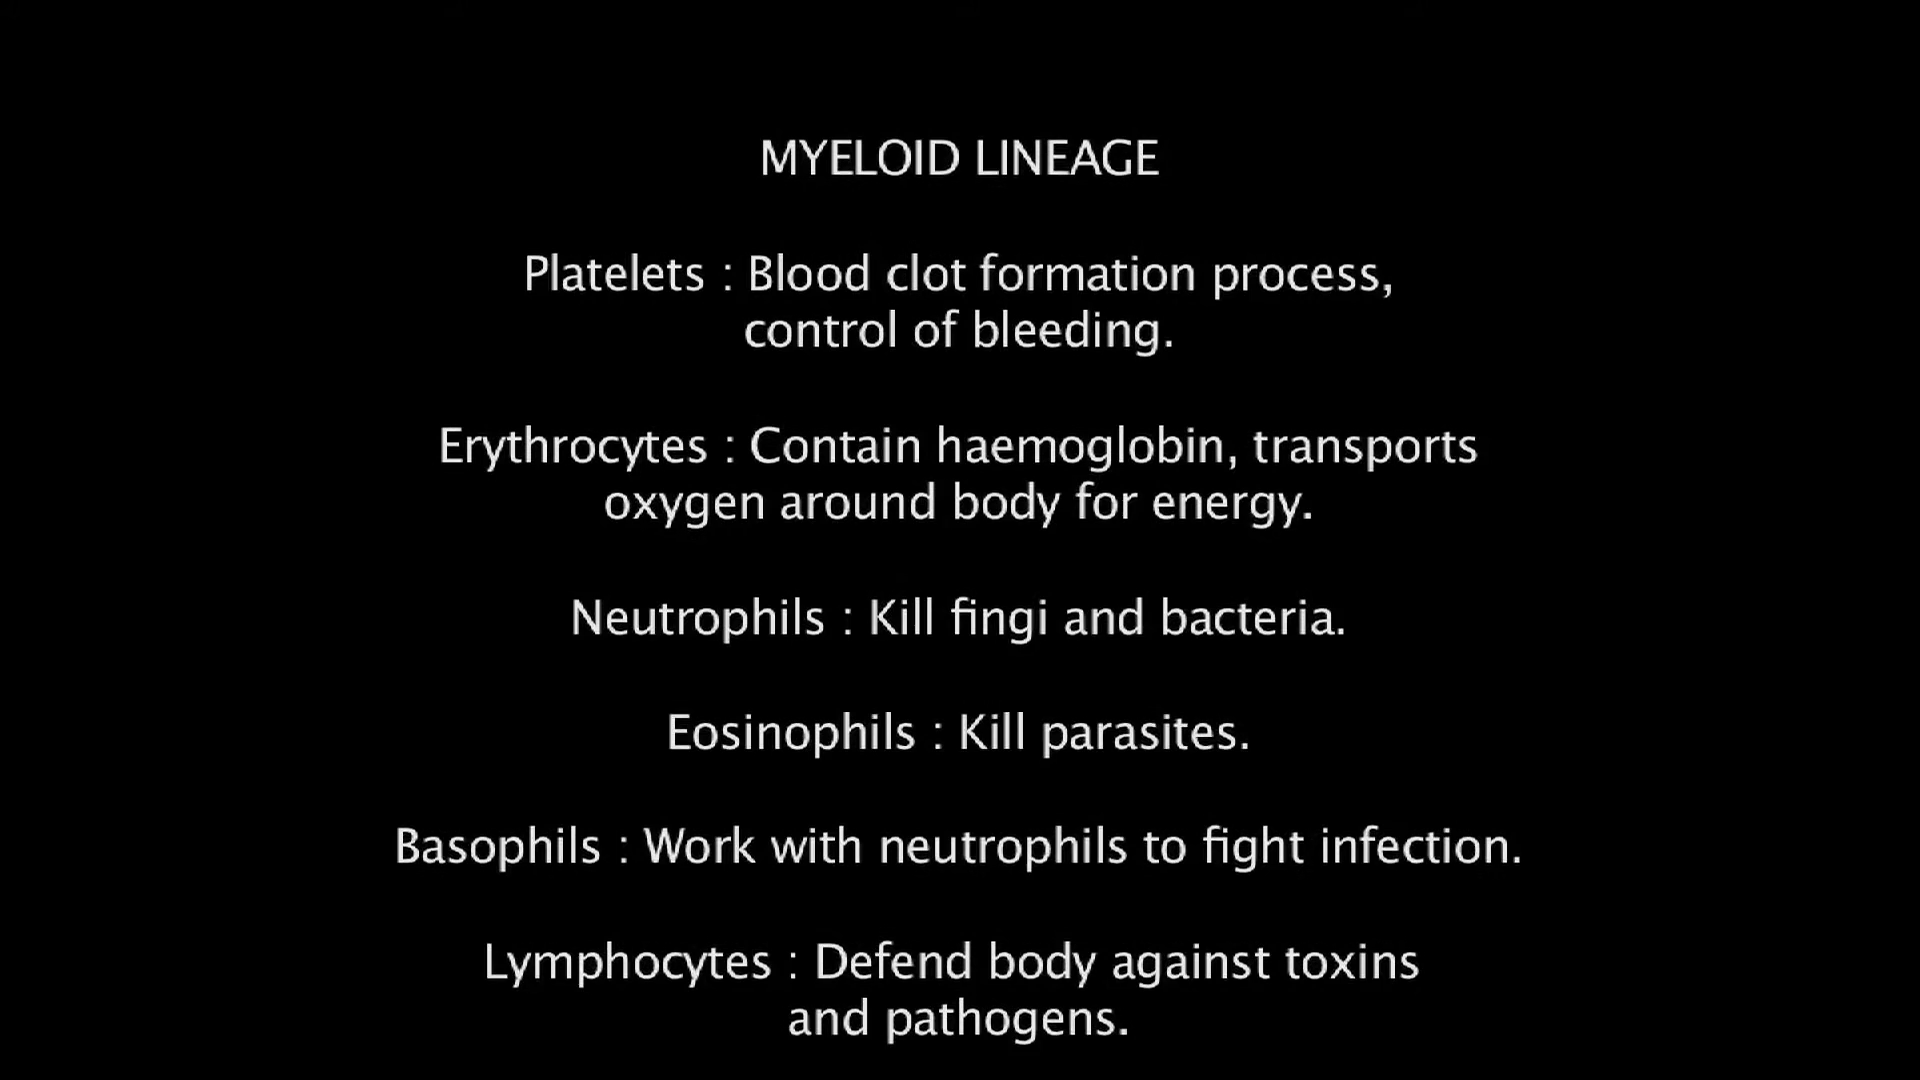 MYELOID LINEAGE
Platelets : Blood clot formation process,
control of bleeding.
Erythrocytes : Contain haemoglobin, transports
oxygen around body for energy.
Neutrophils : Kill fingi and bacteria.
Eosinophils : Kill parasites.
Basophils : Work with neutrophils to fight infection.
Lymphocytes : Defend body against toxins
and pathogens.